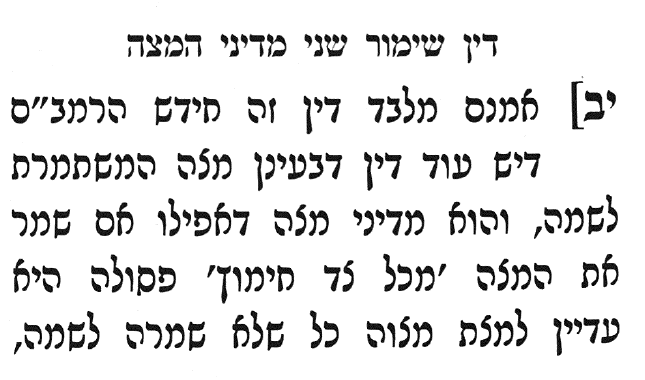 דין שימור שני מדיני המצה
יב] אמנם מלבד דין זה חידש הרמב"ם
דיש עוד דין דבעינן מצה המשתמרת
לשמה, והוא מדיני מצה דאפילו אם שמר
את המצה 'מכל צד חימוץ' פסולה היא
עדיין למצת מצוה כל שלא שמרה לשמה,